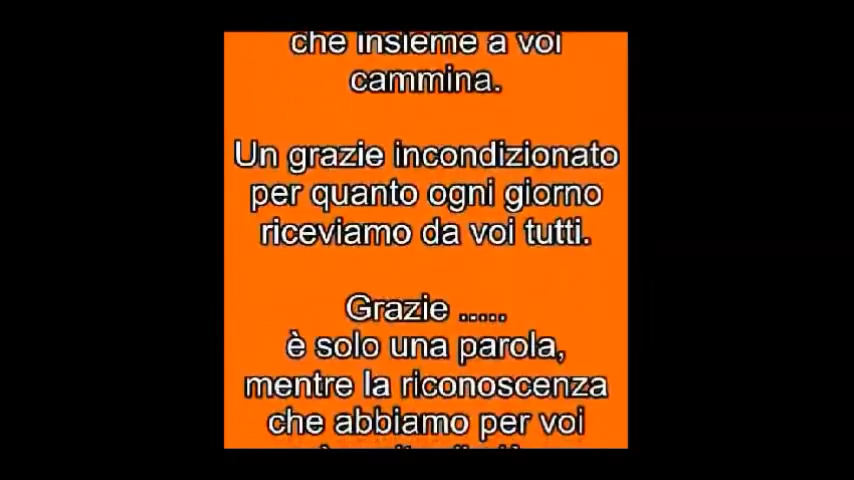 che insieme a voi
cammina.
Un grazie incondizionato
per quanto ogni giorno
riceviamo da voi tutti.
Grazie .....
è solo una parola,
mentre la riconoscenza
che abbiamo per voi